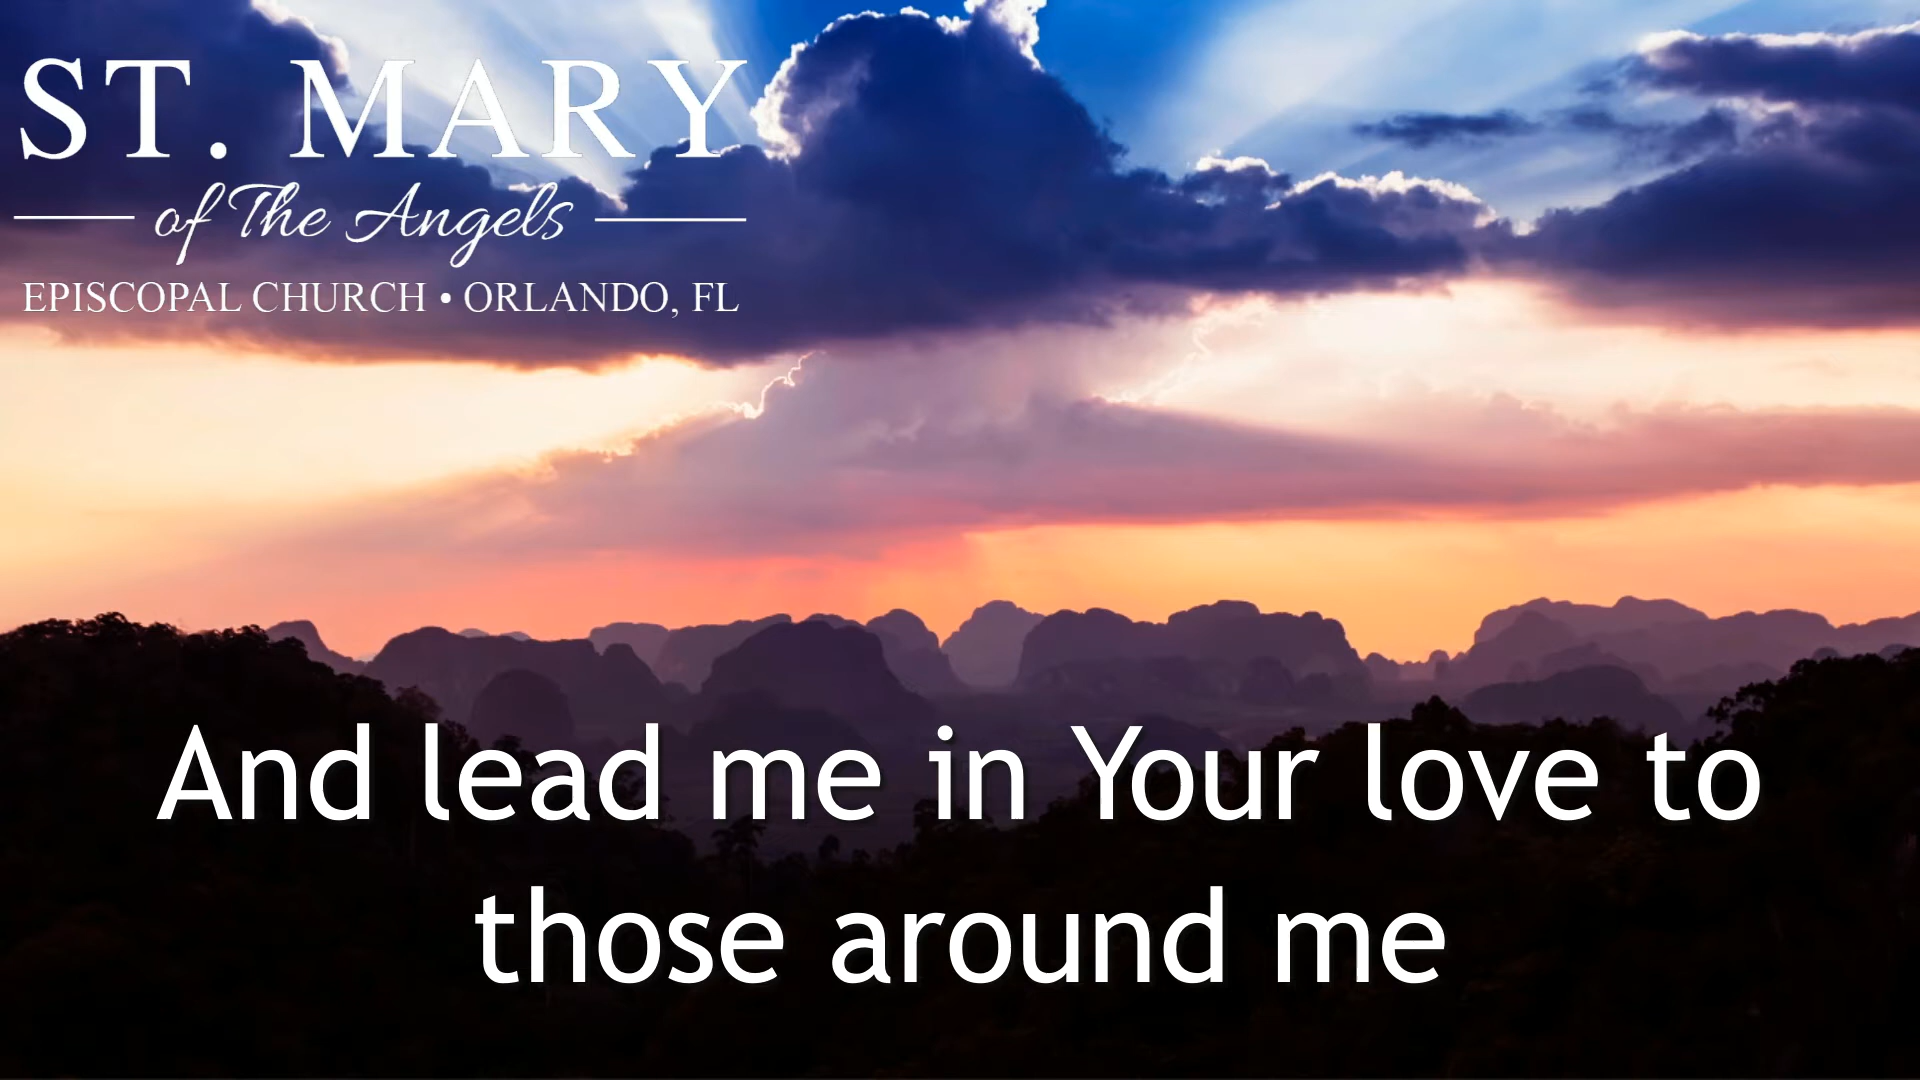 ST. MARY
of The Angels
EPISCOPAL CHURCH • ORLANDO, FL
And lead me in Your love to
those around me